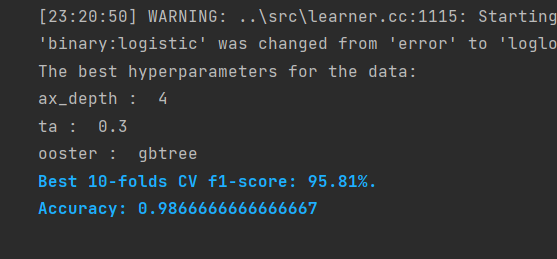 [23:20:50] WARNING: ..\src\learner.cc:1115: Starting
'binary:logistic' was changed from 'error' to 'loglo
The best hyperparameters for the data:
ax_depth :  4
ta :  0.3
ooster :  gbtree
Best 10-folds CV f1-score: 95.81%.
Accuracy: 0.9866666666666667